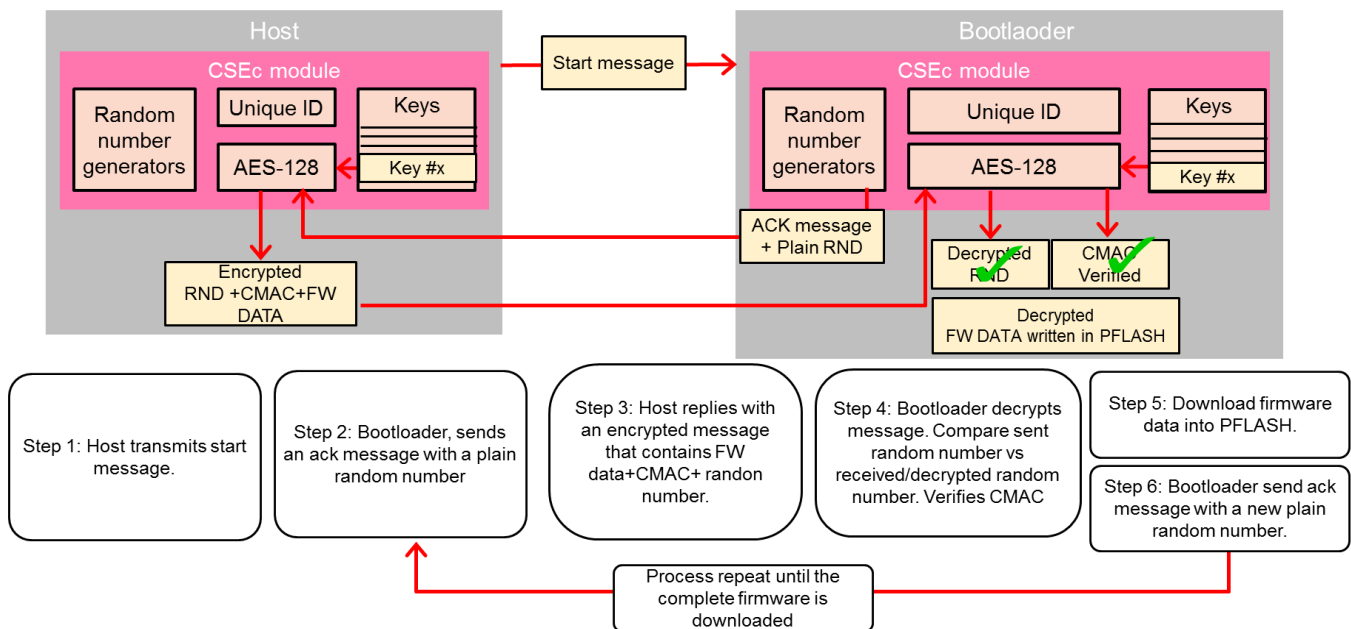 Host
CSEc module
Random
number
generators
Unique ID
AES-128
Keys
Key #x
Encrypted
RND +CMAC+FW
DATA
Start message
Bootlaoder
CSEc module
Random
number
generators
Unique ID
AES-128
Keys
Key #x
ACK message
+ Plain RND
Decrypted
RND
CMAC
Verified
Decrypted
FW DATA written in PFLASH
Step 1: Host transmits start
message.
Step 2: Bootloader, sends
an ack message with a plain
random number
Step 3: Host replies with
an encrypted message
that contains FW
data+CMAC+ randon
number.
Step 4: Bootloader decrypts
message. Compare sent
random number vs
received/decrypted random
number. Verifies CMAC
Step 5: Download firmware
data into PFLASH.
Step 6: Bootloader send ack
message with a new plain
random number.
Process repeat until the
complete firmware is
downloaded